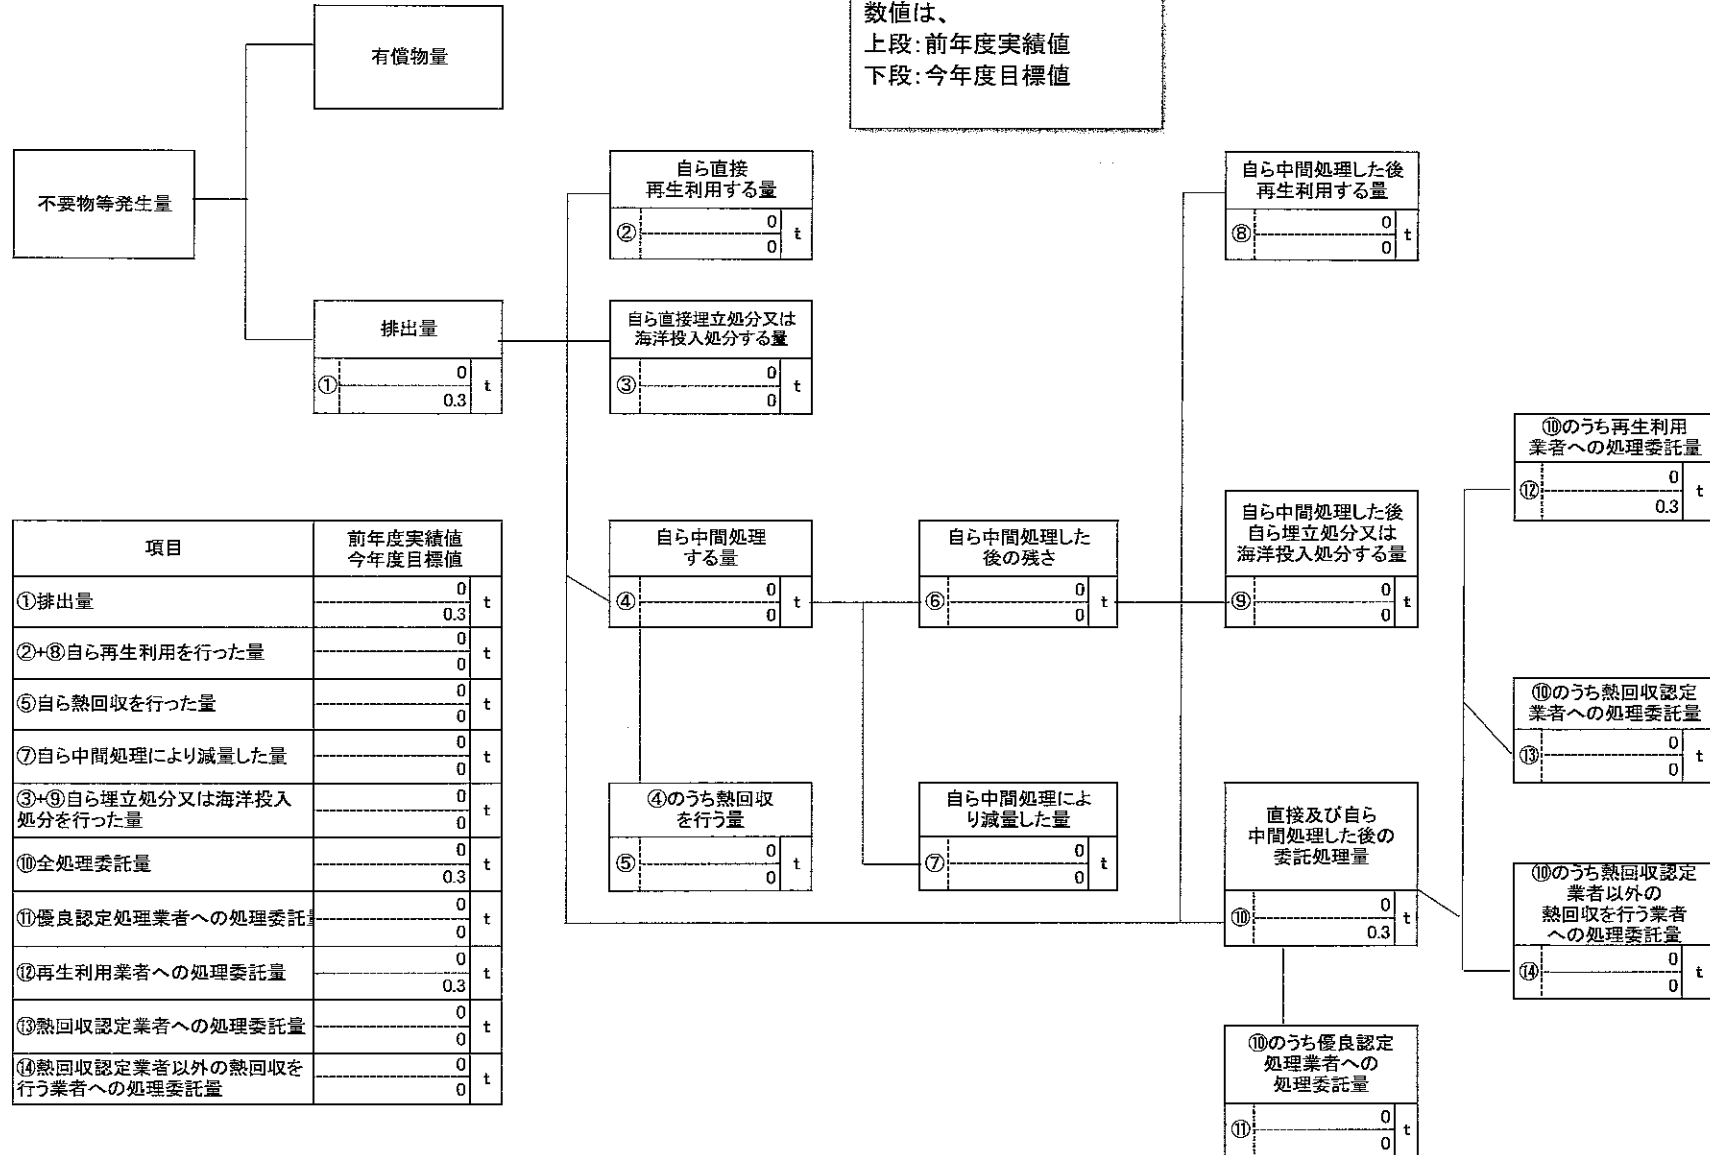 数値は、
上段：前年度実績値
下段：今年度目標値
有償物量
不要物等発生量
排出量
①
0
0.3
t
自ら直接
再生利用する量
②
0
0
t
自ら直接埋立処分又は
海洋投入処分する量
③
0
0
t
自ら中間処理
する量
④
0
0
t
④のうち熱回収
を行う量
⑤
0
0
t
自ら中間処理した
後の残さ
⑥
0
0
t
自ら中間処理によ
り減量した量
⑦
0
0
t
自ら中間処理した後
再生利用する量
⑧
0
0
t
自ら中間処理した後
自ら埋立処分又は
海洋投入処分する量
⑨
0
0
t
直接及び自ら
中間処理した後の
委託処理量
⑩
0
0.3
t
⑩のうち優良認定
処理業者への
処理委託量
⑪
0
0
t
⑩のうち再生利用
業者への処理委託量
⑫
0
0.3
t
⑩のうち熱回収認定
業者への処理委託量
⑬
0
0
t
⑩のうち熱回収認定
業者以外の
熱回収を行う業者
への処理委託量
⑭
0
0
t
項目
前年度実績値
今年度目標値
①排出量
0
0.3
t
②+⑧自ら再生利用を行った量
0
0
t
⑤自ら熱回収を行った量
0
0
t
⑦自ら中間処理により減量した量
0
0
t
③+⑨自ら埋立処分又は海洋投入
処分を行った量
0
0
t
⑩全処理委託量
0
0.3
t
⑪優良認定処理業者への処理委託
0
0
t
⑫再生利用業者への処理委託量
0
0.3
t
⑬熱回収認定業者への処理委託量
0
0
t
⑭熱回収認定業者以外の熱回収を
行う業者への処理委託量
0
0
t